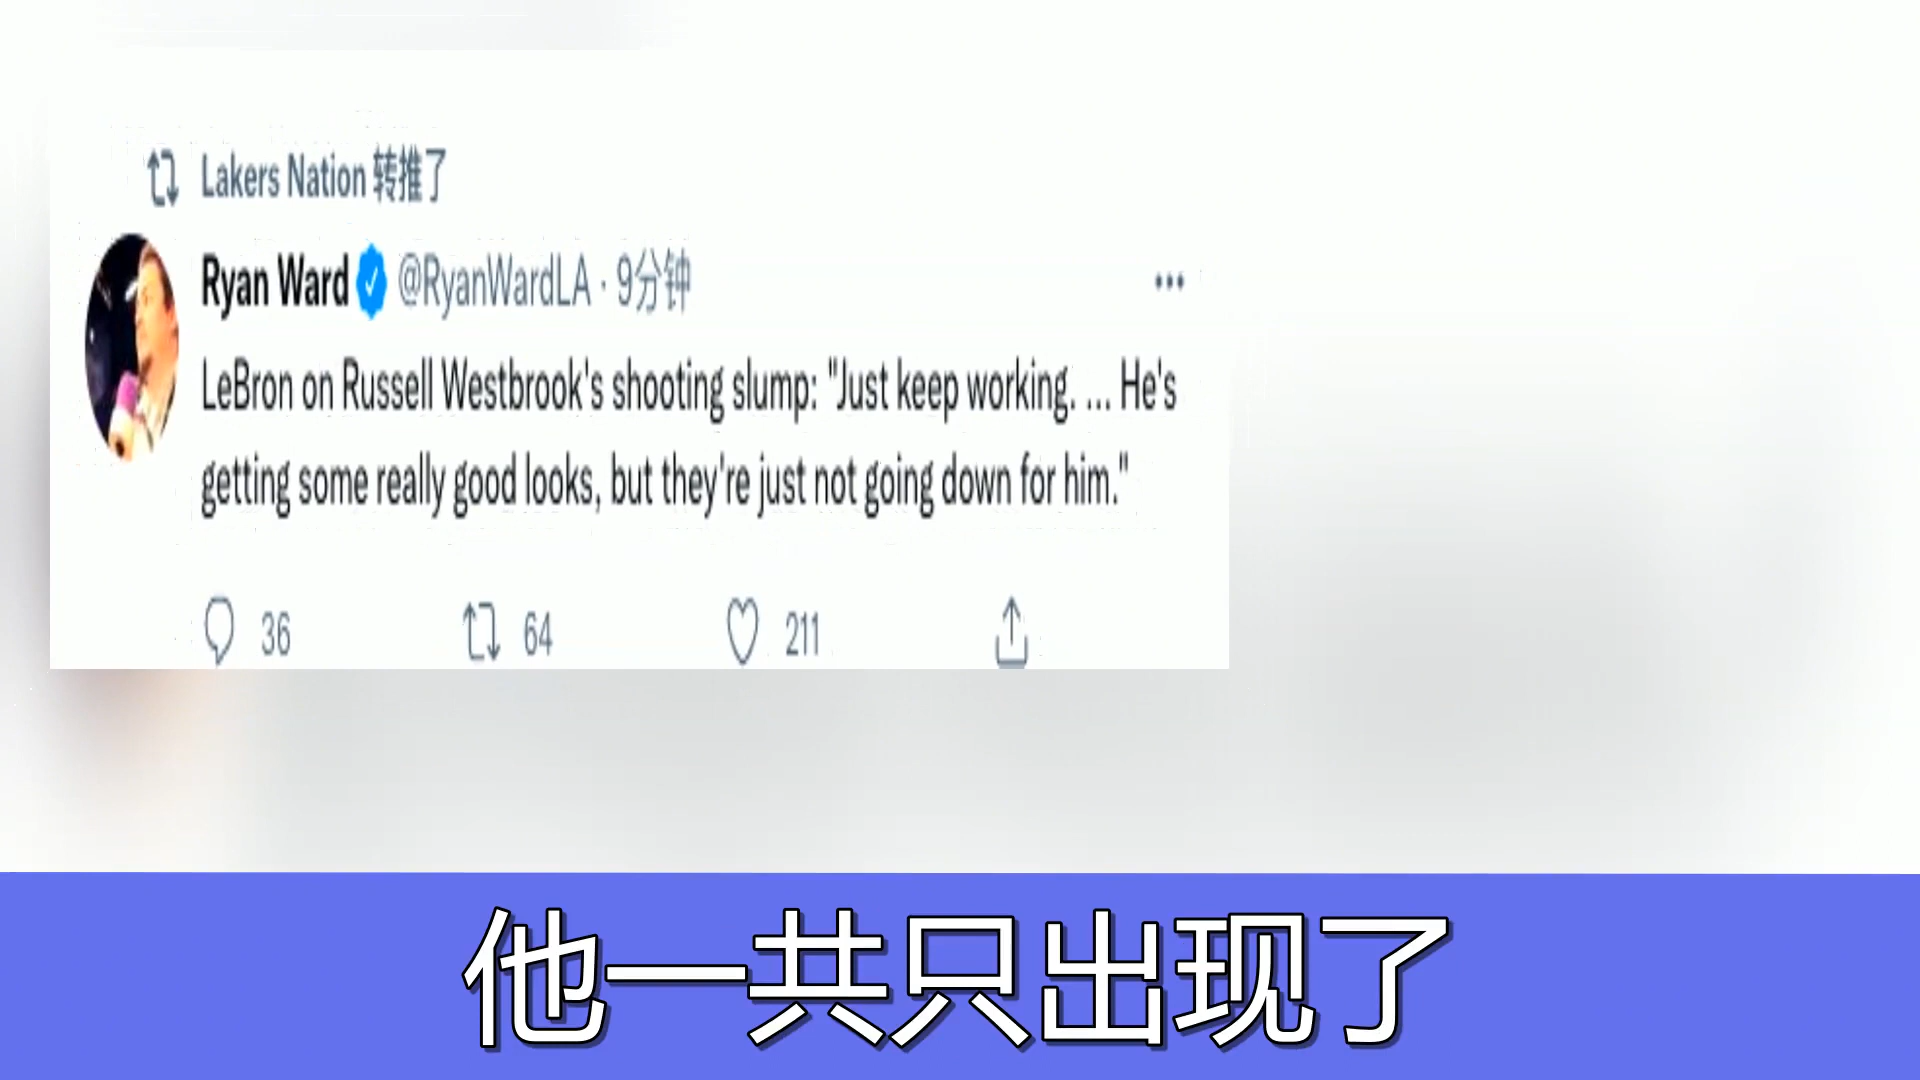 Lakers Nation 转推了
Ryan Ward @RyanWardLA · 9分钟
LeBron on Russell Westbrook's shooting slump: "Just keep working. ... He's
getting some really good looks, but they're just not going down for him."
36 64 211
他一共只出现了